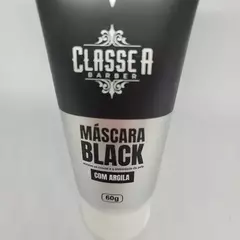 CLASSE A
BARBER
MÁSCARA
BLACK
COM ARGILA
60g